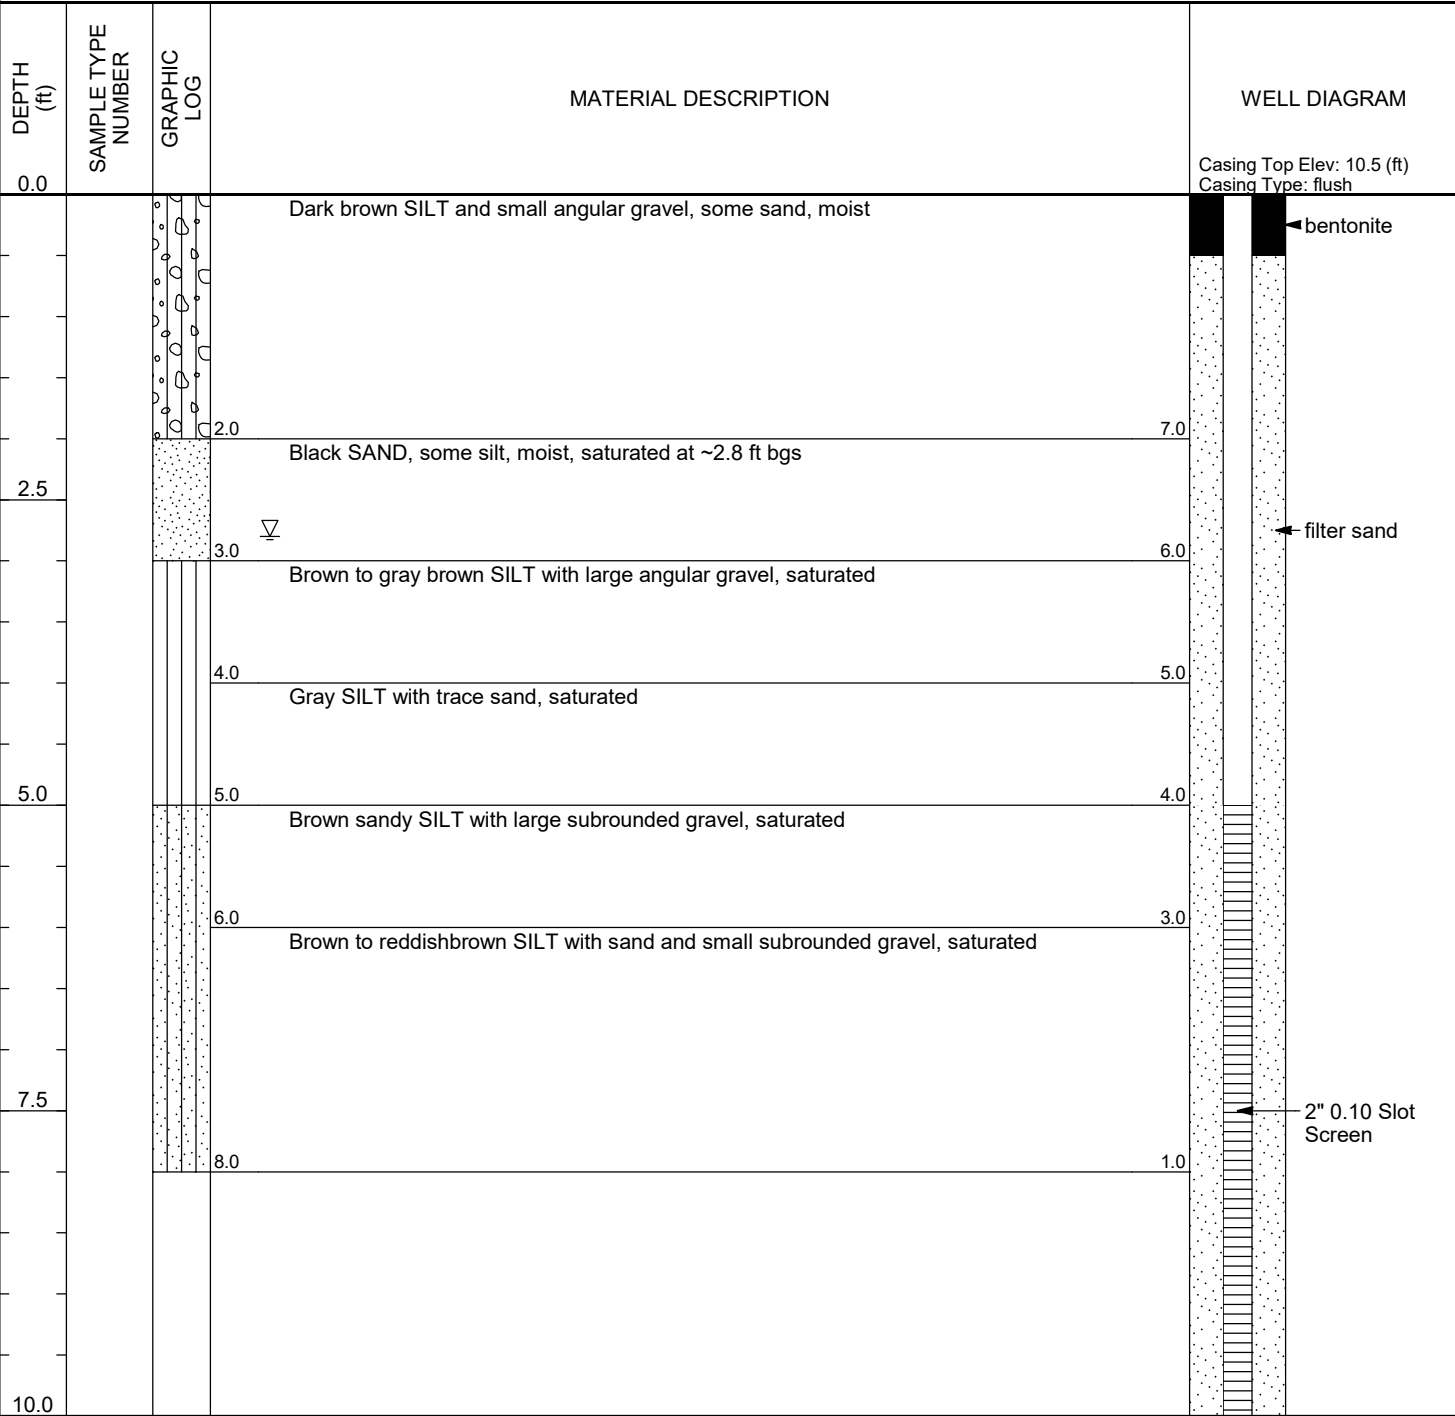 DEPTH
(ft)
SAMPLE TYPE
NUMBER
GRAPHIC
LOG
MATERIAL DESCRIPTION
WELL DIAGRAM
Casing Top Elev: 10.5 (ft)
Casing Type: flush
0.0
Dark brown SILT and small angular gravel, some sand, moist
bentonite
2.0 7.0
Black SAND, some silt, moist, saturated at ~2.8 ft bgs
2.5
filter sand
3.0 6.0
Brown to gray brown SILT with large angular gravel, saturated
4.0 5.0
Gray SILT with trace sand, saturated
5.0 5.0 4.0
Brown sandy SILT with large subrounded gravel, saturated
6.0 3.0
Brown to reddishbrown SILT with sand and small subrounded gravel, saturated
7.5
2" 0.10 Slot
Screen
8.0 1.0
10.0